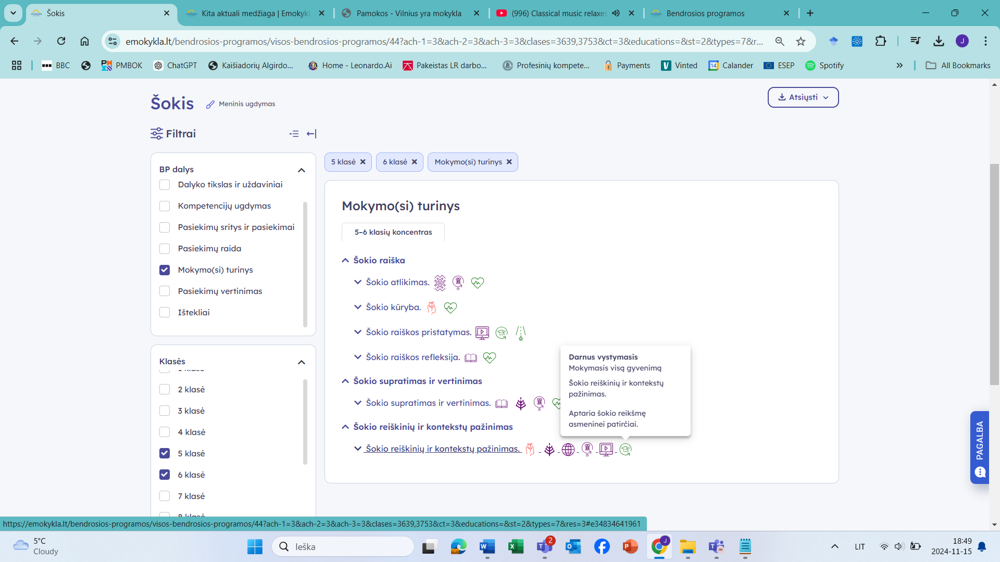 Šokis
Kita aktuali medžiaga | Emokykl
Pamokos - Vilnius yra mokykla
(996) Classical music relaxes
Bendrosios programos
emokykla.lt/bendrosios-programos/visos-bendrosios-programos/44?ach-1=3&ach-2=3&ach-3=3&clases=3639,3753&ct=3&educations=&st=2&types=7&r...
J
BBC
PMBOK
ChatGPT
Kaišiadorių Algirdo...
Home - Leonardo.Ai
Pakeistas LR darbo...
Profesinių kompete...
Payments
Vinted
14
Calander
ESEP
Spotify
All Bookmarks
Šokis
Meninis ugdymas
Atsiųsti
Filtrai
BP dalys
Dalyko tikslas ir uždaviniai
Kompetencijų ugdymas
Pasiekimų sritys ir pasiekimai
Pasiekimų raida
Mokymo(si) turinys
Pasiekimų vertinimas
Ištekliai
Klasės
1 klasė
2 klasė
3 klasė
4 klasė
5 klasė
6 klasė
7 klasė
8 klasė
5 klasė
6 klasė
Mokymo(si) turinys
Mokymo(si) turinys
5–6 klasių koncentras
Šokio raiška
Šokio atlikimas.
Šokio kūryba.
Šokio raiškos pristatymas.
Šokio raiškos refleksija.
Šokio supratimas ir vertinimas
Šokio supratimas ir vertinimas.
Šokio reiškinių ir kontekstų pažinimas
Šokio reiškinių ir kontekstų pažinimas.
Darnus vystymasis
Mokymasis visą gyvenimą
Šokio reiškinių ir kontekstų
pažinimas.
Aptaria šokio reikšmę
asmeninei patirčiai.
PAGALBA
https://emokykla.lt/bendrosios-programos/visos-bendrosios-programos/44?ach-1=3&ach-2=3&ach-3=3&clases=3639,3753&ct=3&educations=&st=2&types=7&res=3#e34834641961
5°C
Cloudy
Ieška
2
J
LIT
18:49
2024-11-15